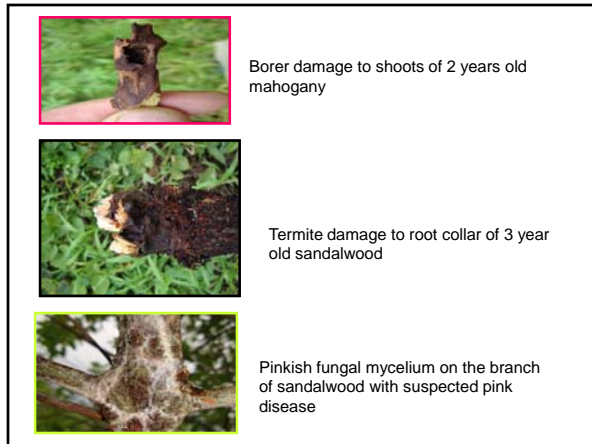 Borer damage to shoots of 2 years old
mahogany
Termite damage to root collar of 3 year
old sandalwood
Pinkish fungal mycelium on the branch
of sandalwood with suspected pink
disease